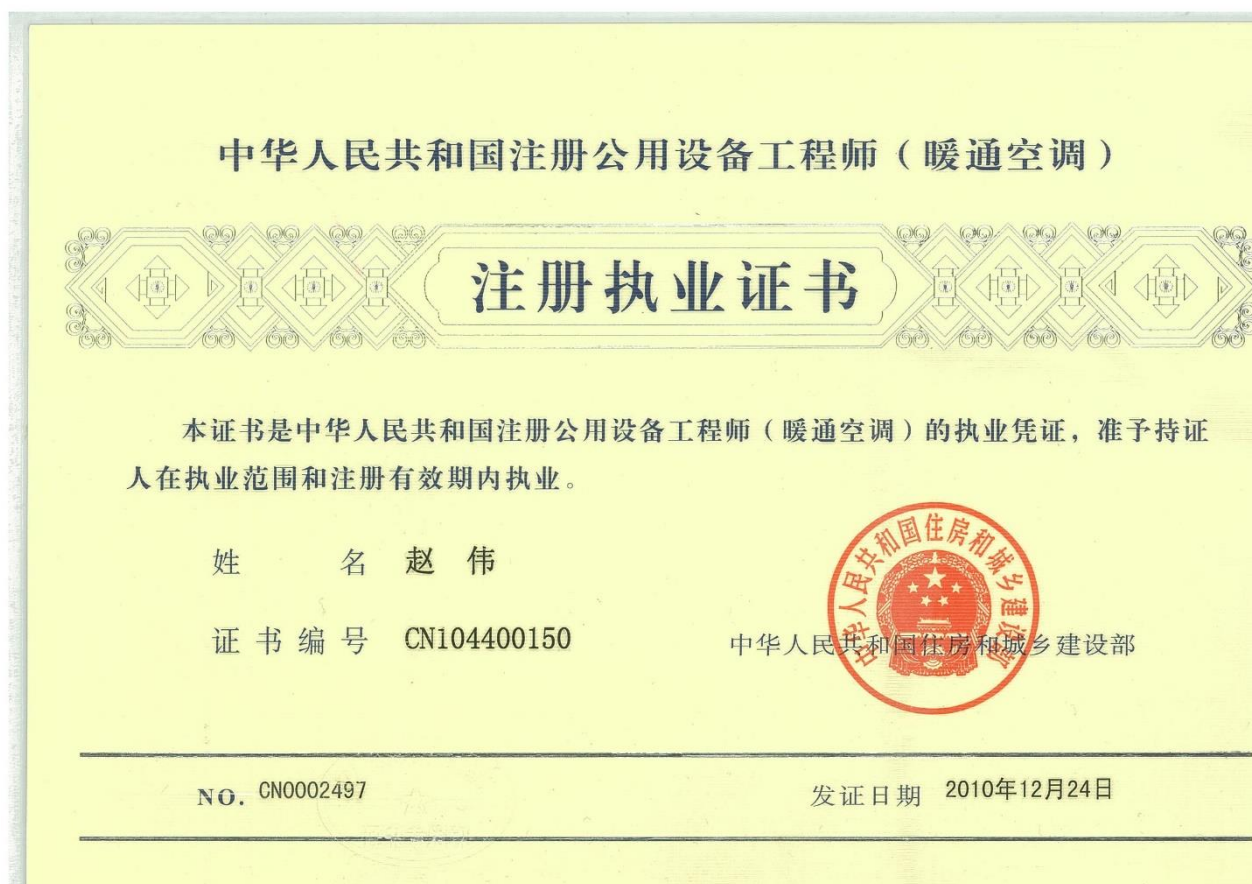 中华人民共和国注册公用设备工程师（暖通空调）
注册执业证书
本证书是中华人民共和国注册公用设备工程师（暖通空调）的执业凭证，准予持证
人在执业范围和注册有效期内执业。
姓 名 赵 伟
证 书 编 号 CN104400150
中华人民共和国住房和城乡建设部
中华人民共和国住房和城乡建设部
NO. CN0002497
发证日期 2010年12月24日